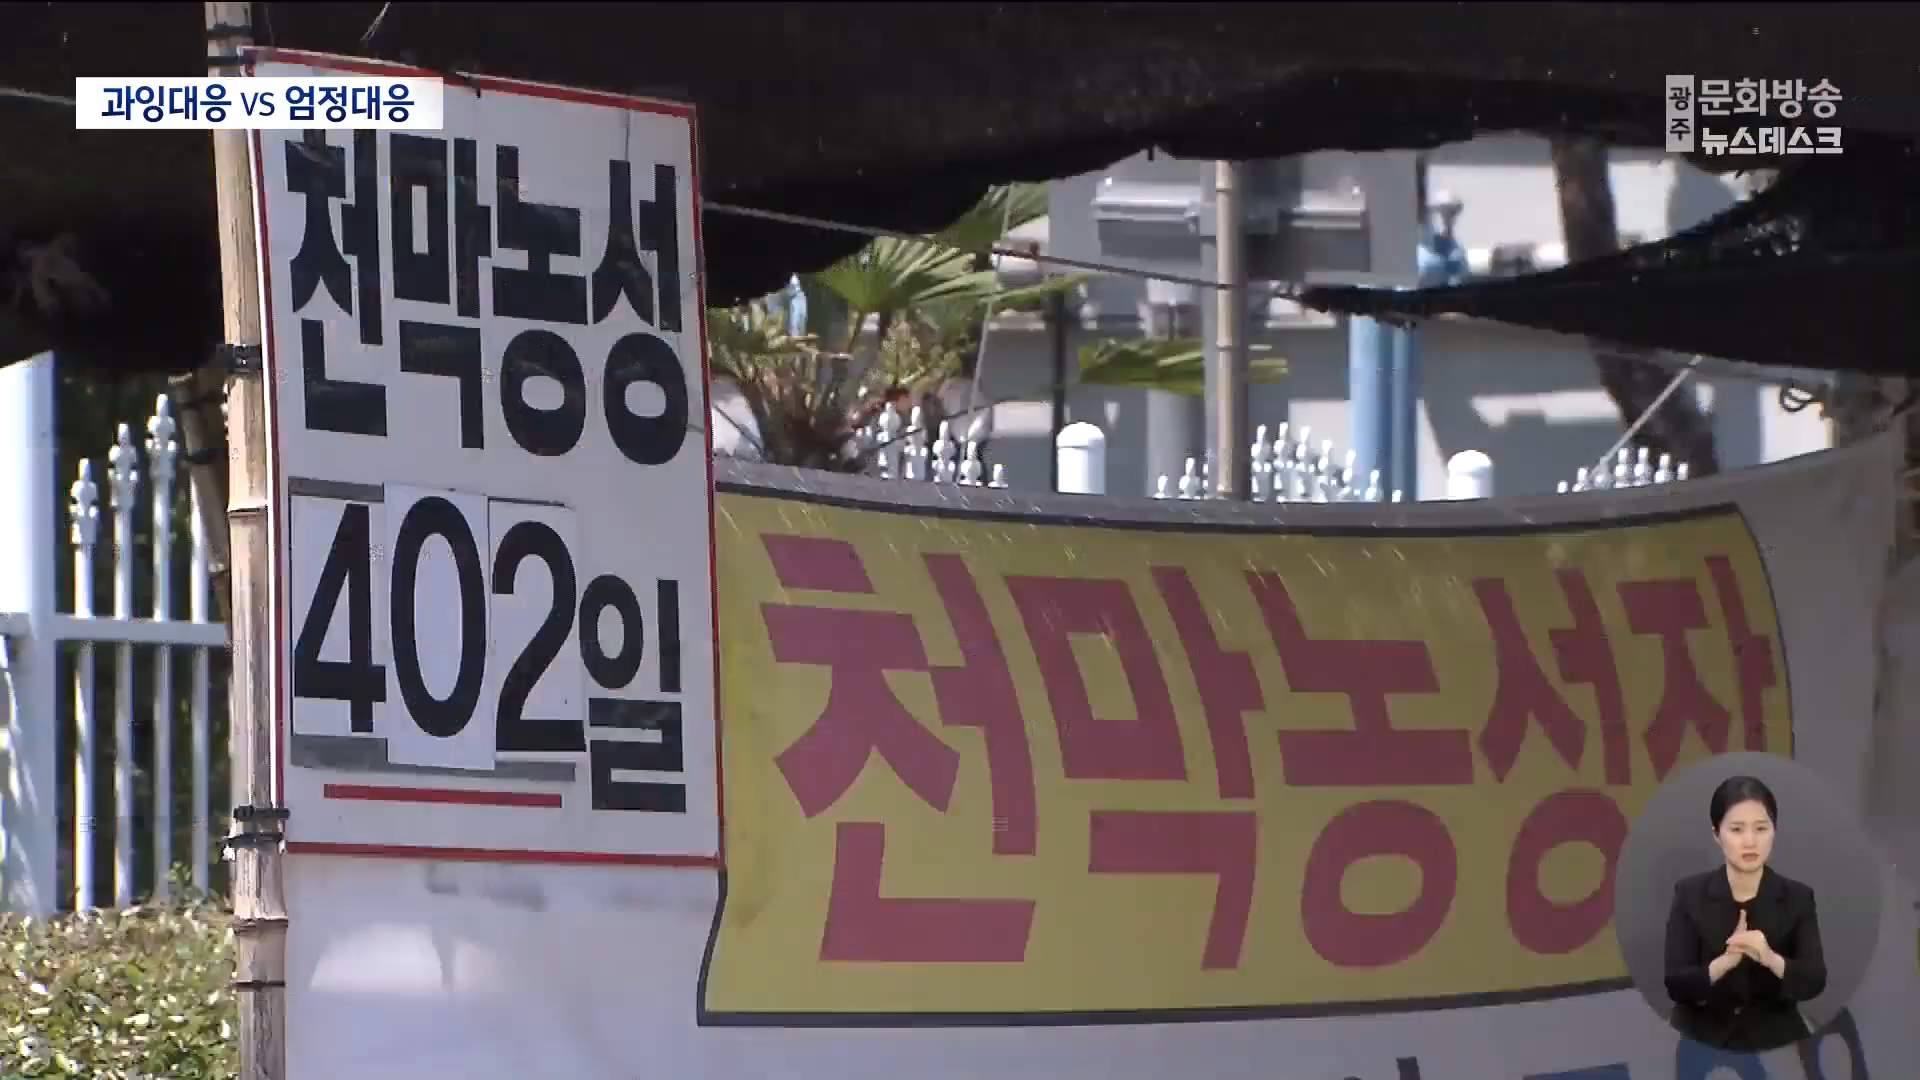 과잉대응 vs 엄정대응
광주
문화방송
뉴스데스크
천막농성
402일
천막농성자